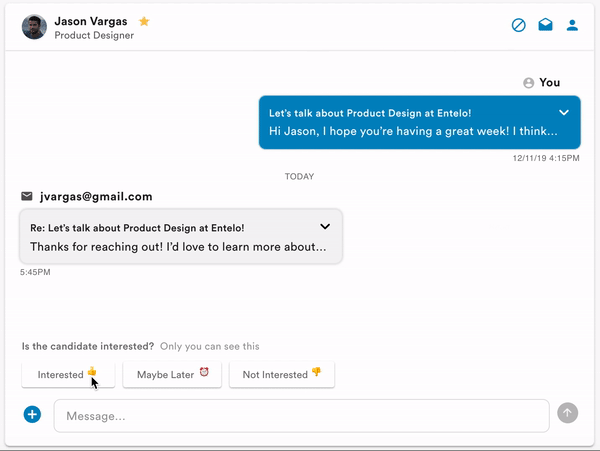 Jason Vargas
Product Designer
You
Let's talk about Product Design at Entelo!
Hi Jason, I hope you're having a great week! I think...
12/11/19 4:15PM
TODAY
jvargas@gmail.com
Re: Let's talk about Product Design at Entelo!
Thanks for reaching out! I'd love to learn more about...
5:45PM
Is the candidate interested? Only you can see this
Interested 👍 Maybe Later ⏰ Not Interested 👎
Message...